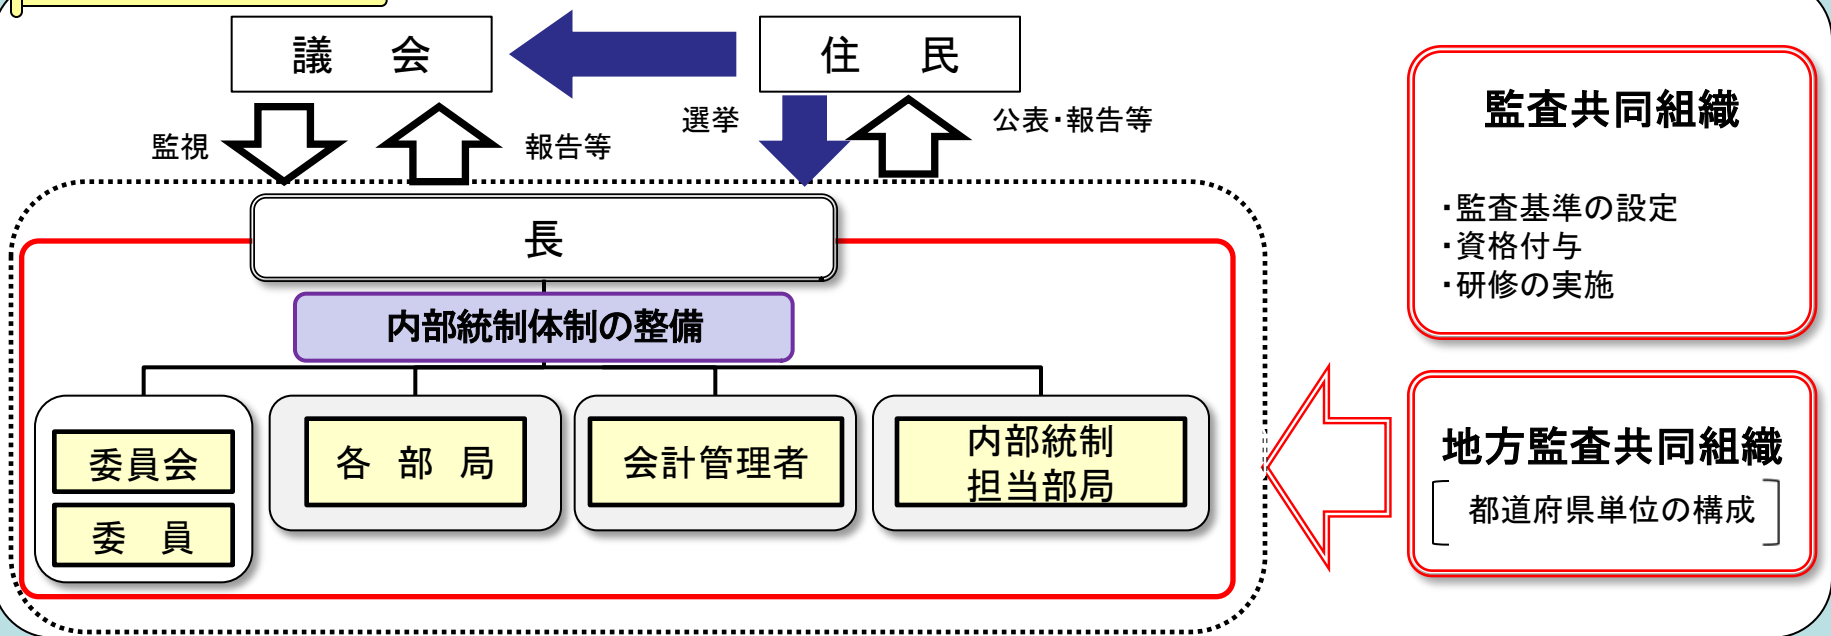 議　会
住　民
監視
報告等
選挙
公表・報告等
長
内部統制体制の整備
委員会
委　員
各　部　局
会計管理者
内部統制
担当部局
監査共同組織
・監査基準の設定
・資格付与
・研修の実施
地方監査共同組織
都道府県単位の構成